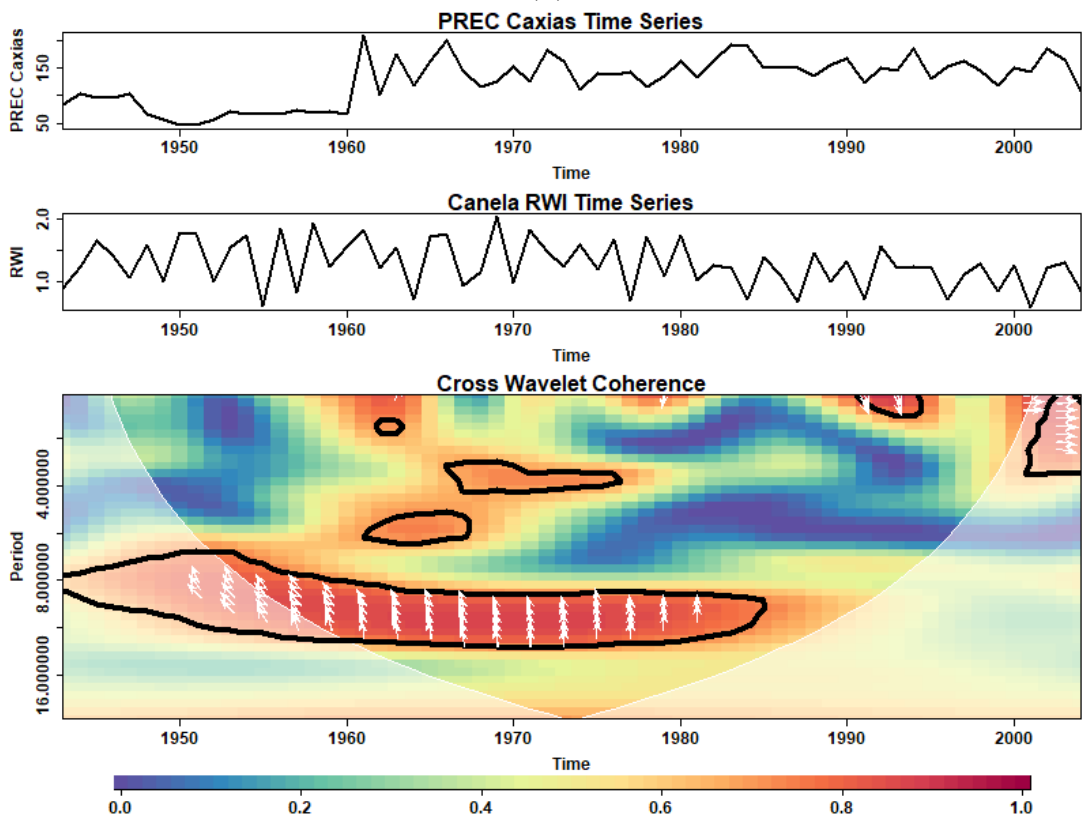 PREC Caxias Time Series
PREC Caxias
150
50
1950 1960 1970 1980 1990 2000
Time
Canela RWI Time Series
RWI
2.0
1.0
1950 1960 1970 1980 1990 2000
Time
Cross Wavelet Coherence
Period
4.000000
8.000000
16.000000
1950 1960 1970 1980 1990 2000
Time
0.0 0.2 0.4 0.6 0.8 1.0